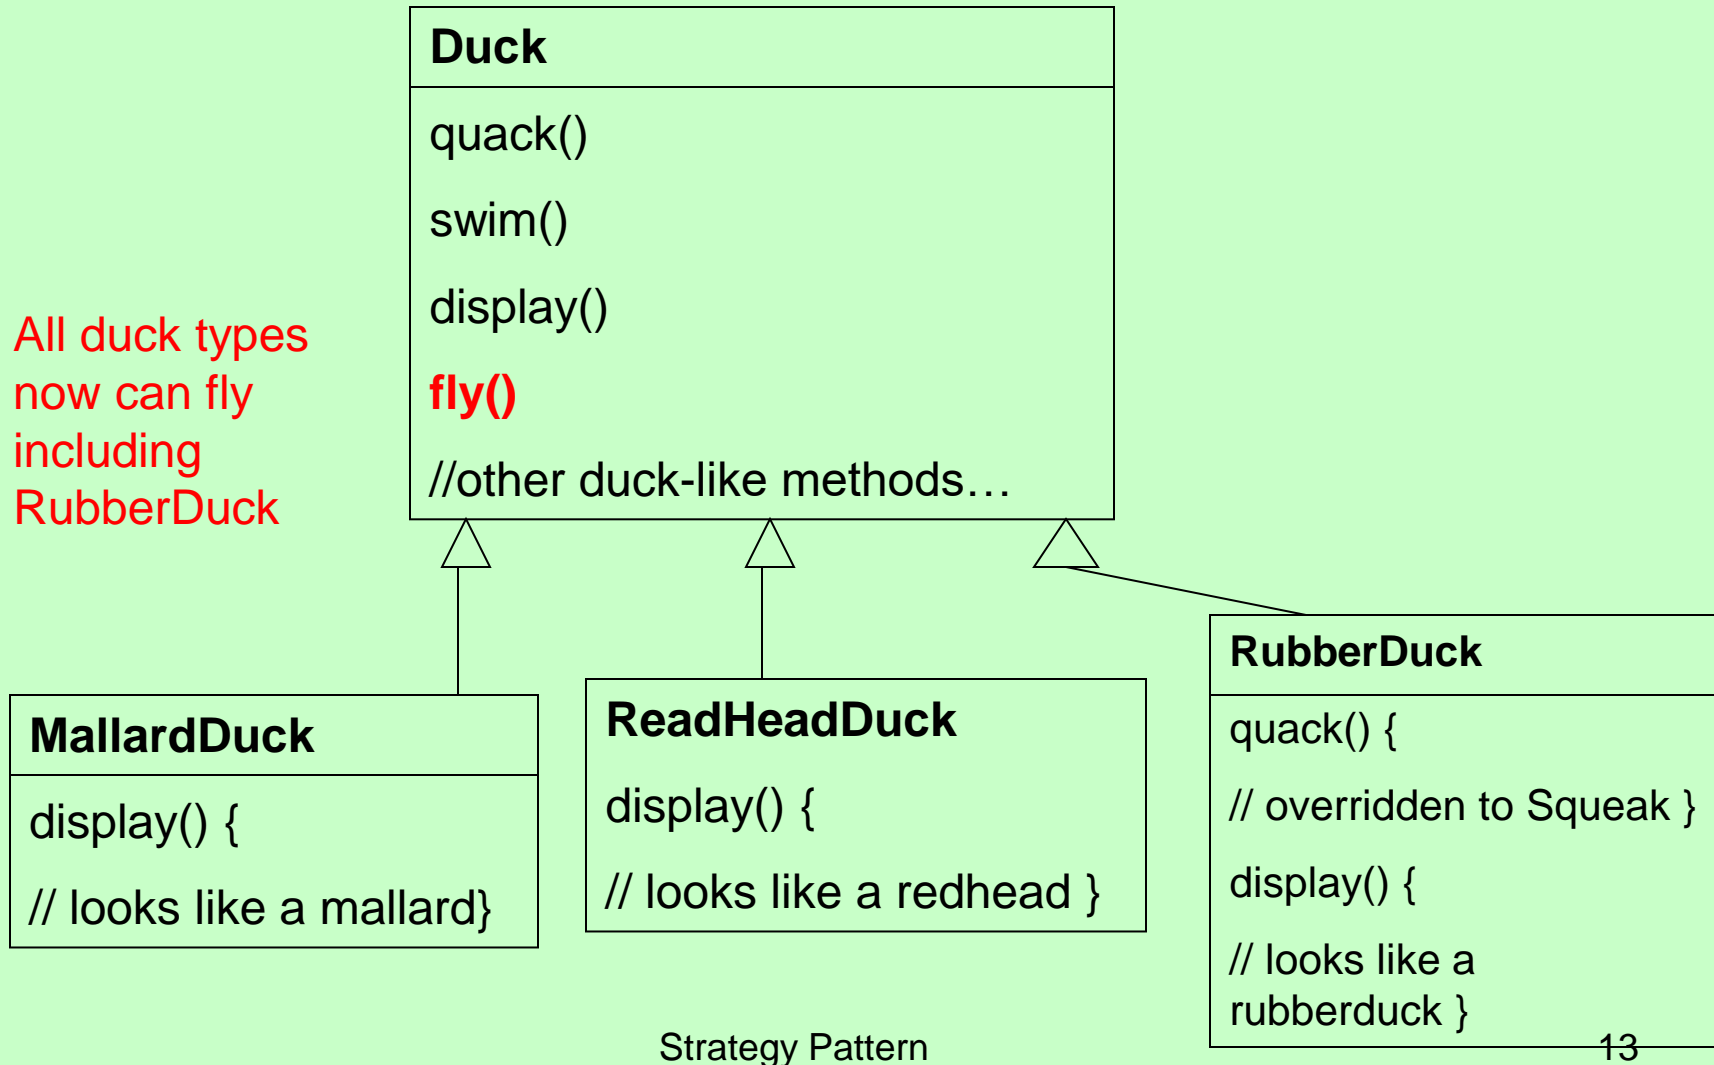 Duck
quack()
swim()
display()
fly()
//other duck-like methods…
All duck types
now can fly
including
RubberDuck
MallardDuck
display() {
// looks like a mallard}
ReadHeadDuck
display() {
// looks like a redhead }
RubberDuck
quack() {
// overridden to Squeak }
display() {
// looks like a
rubberduck }
Strategy Pattern
13